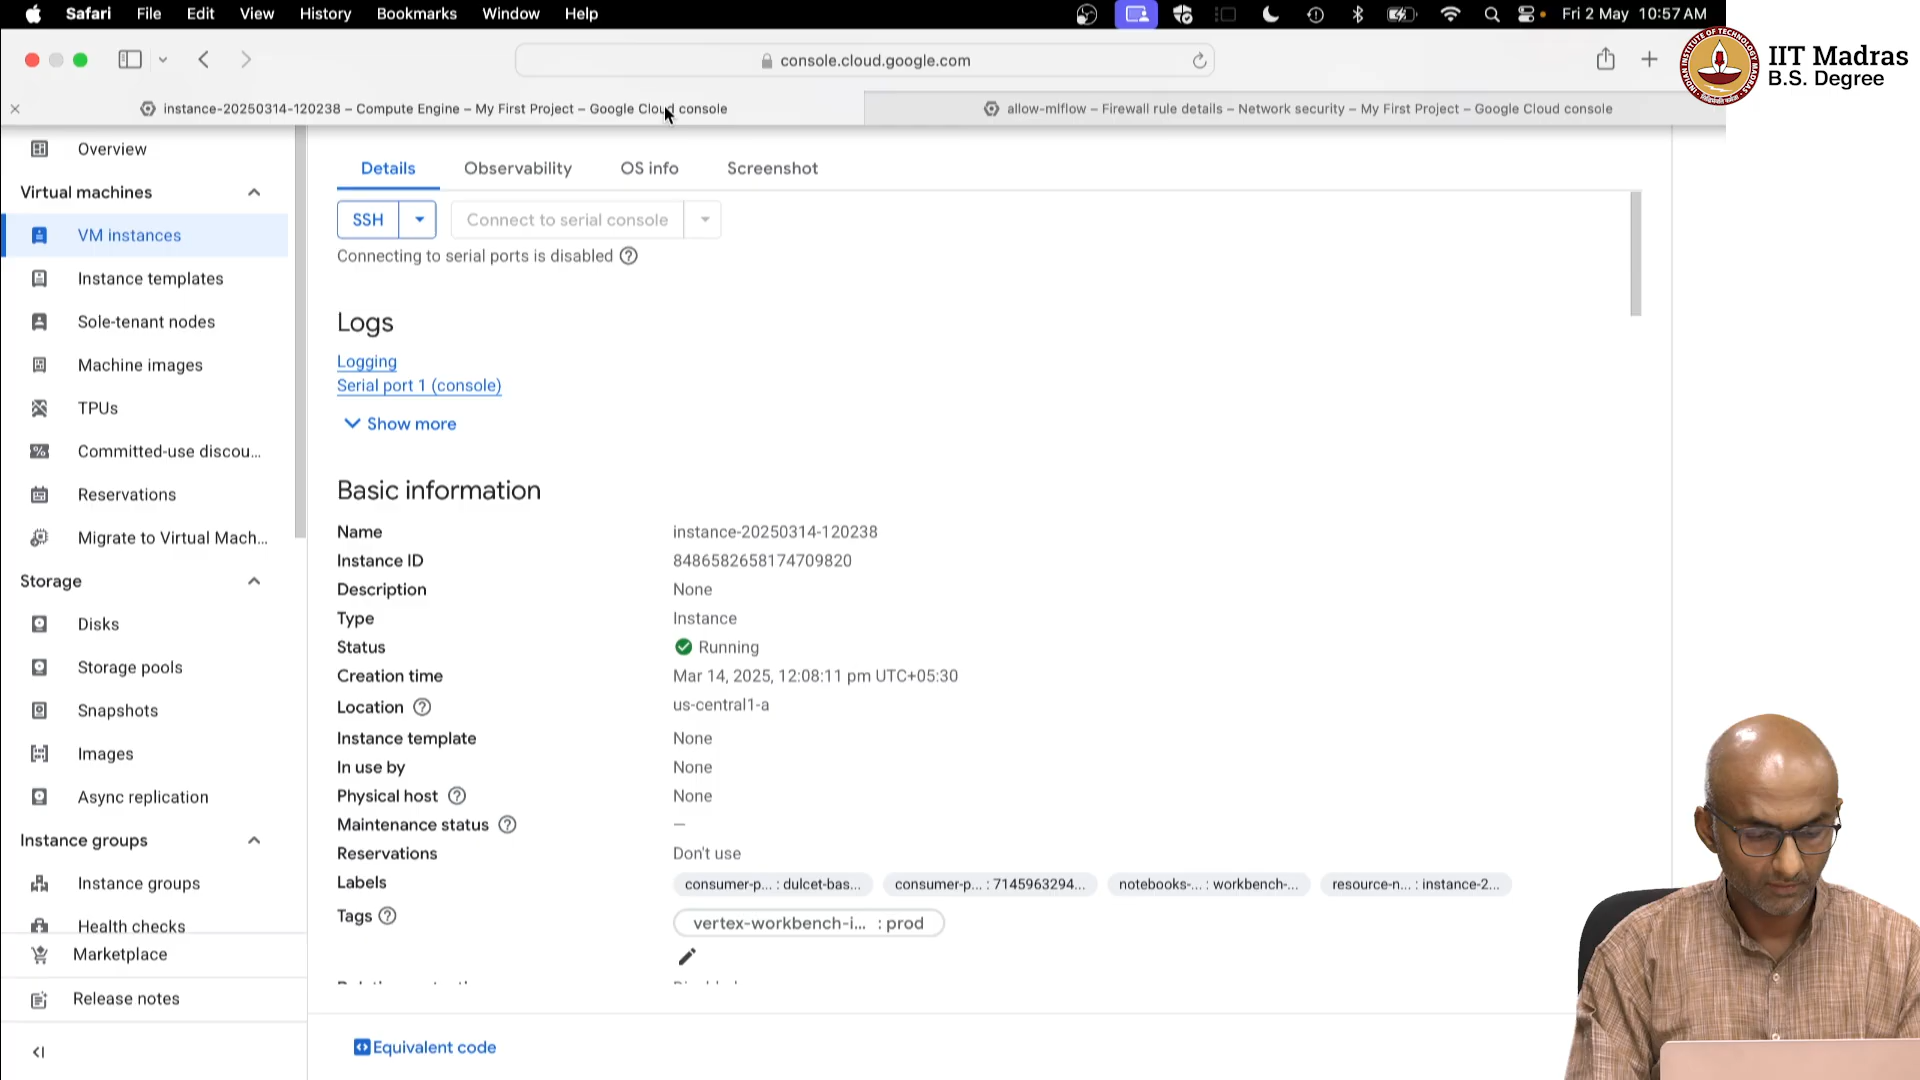 Safari File Edit View History Bookmarks Window Help Fri 2 May 10:57 AM
console.cloud.google.com
IIT Madras
B.S. Degree
instance-20250314-120238 – Compute Engine – My First Project – Google Cloud console
allow-mlflow – Firewall rule details – Network security – My First Project – Google Cloud console
Overview
Virtual machines
VM instances
Instance templates
Sole-tenant nodes
Machine images
TPUs
Committed-use discou...
Reservations
Migrate to Virtual Mach...
Storage
Disks
Storage pools
Snapshots
Images
Async replication
Instance groups
Instance groups
Health checks
Marketplace
Release notes
Details Observability OS info Screenshot
SSH Connect to serial console
Connecting to serial ports is disabled
Logs
Logging
Serial port 1 (console)
Show more
Basic information
Name instance-20250314-120238
Instance ID 8486582658174709820
Description None
Type Instance
Status Running
Creation time Mar 14, 2025, 12:08:11 pm UTC+05:30
Location us-central1-a
Instance template None
In use by None
Physical host None
Maintenance status —
Reservations Don't use
Labels consumer-p... : dulcet-bas... consumer-p... : 7145963294... notebooks-... : workbench-... resource-n... : instance-2...
Tags vertex-workbench-i... : prod
Equivalent code